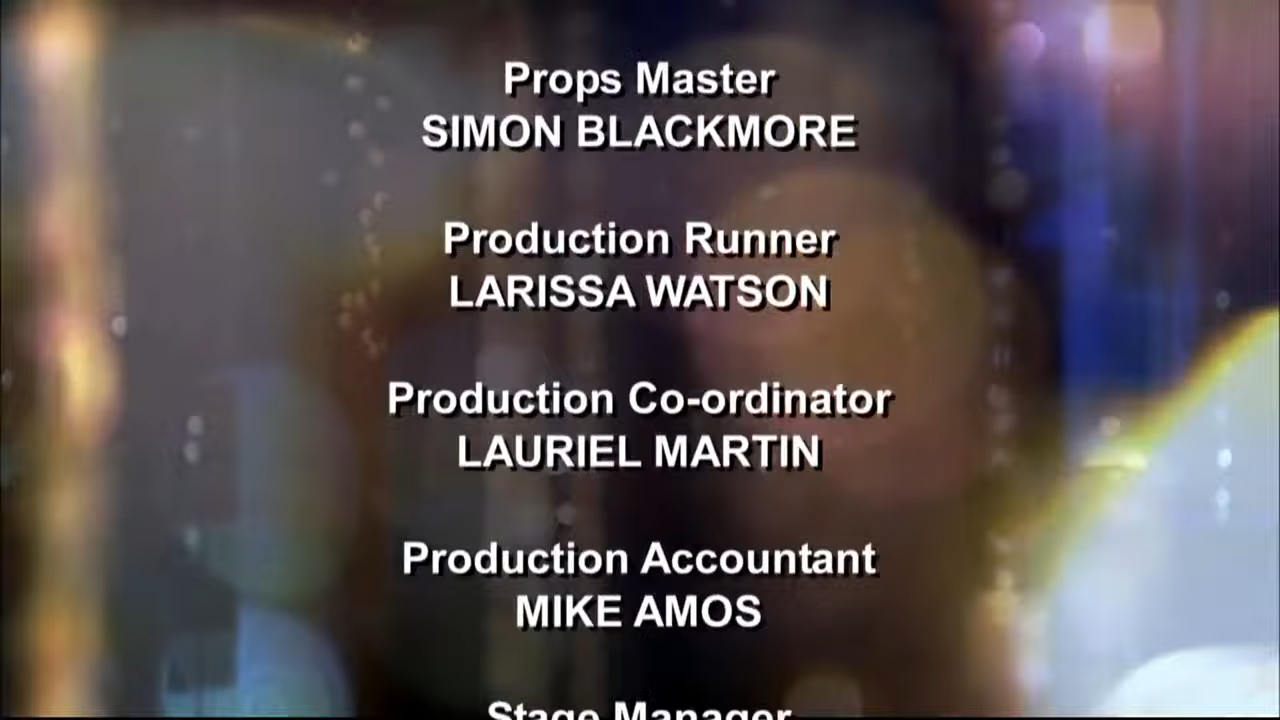 Props Master
SIMON BLACKMORE
Production Runner
LARISSA WATSON
Production Co-ordinator
LAURIEL MARTIN
Production Accountant
MIKE AMOS
Stage Manager